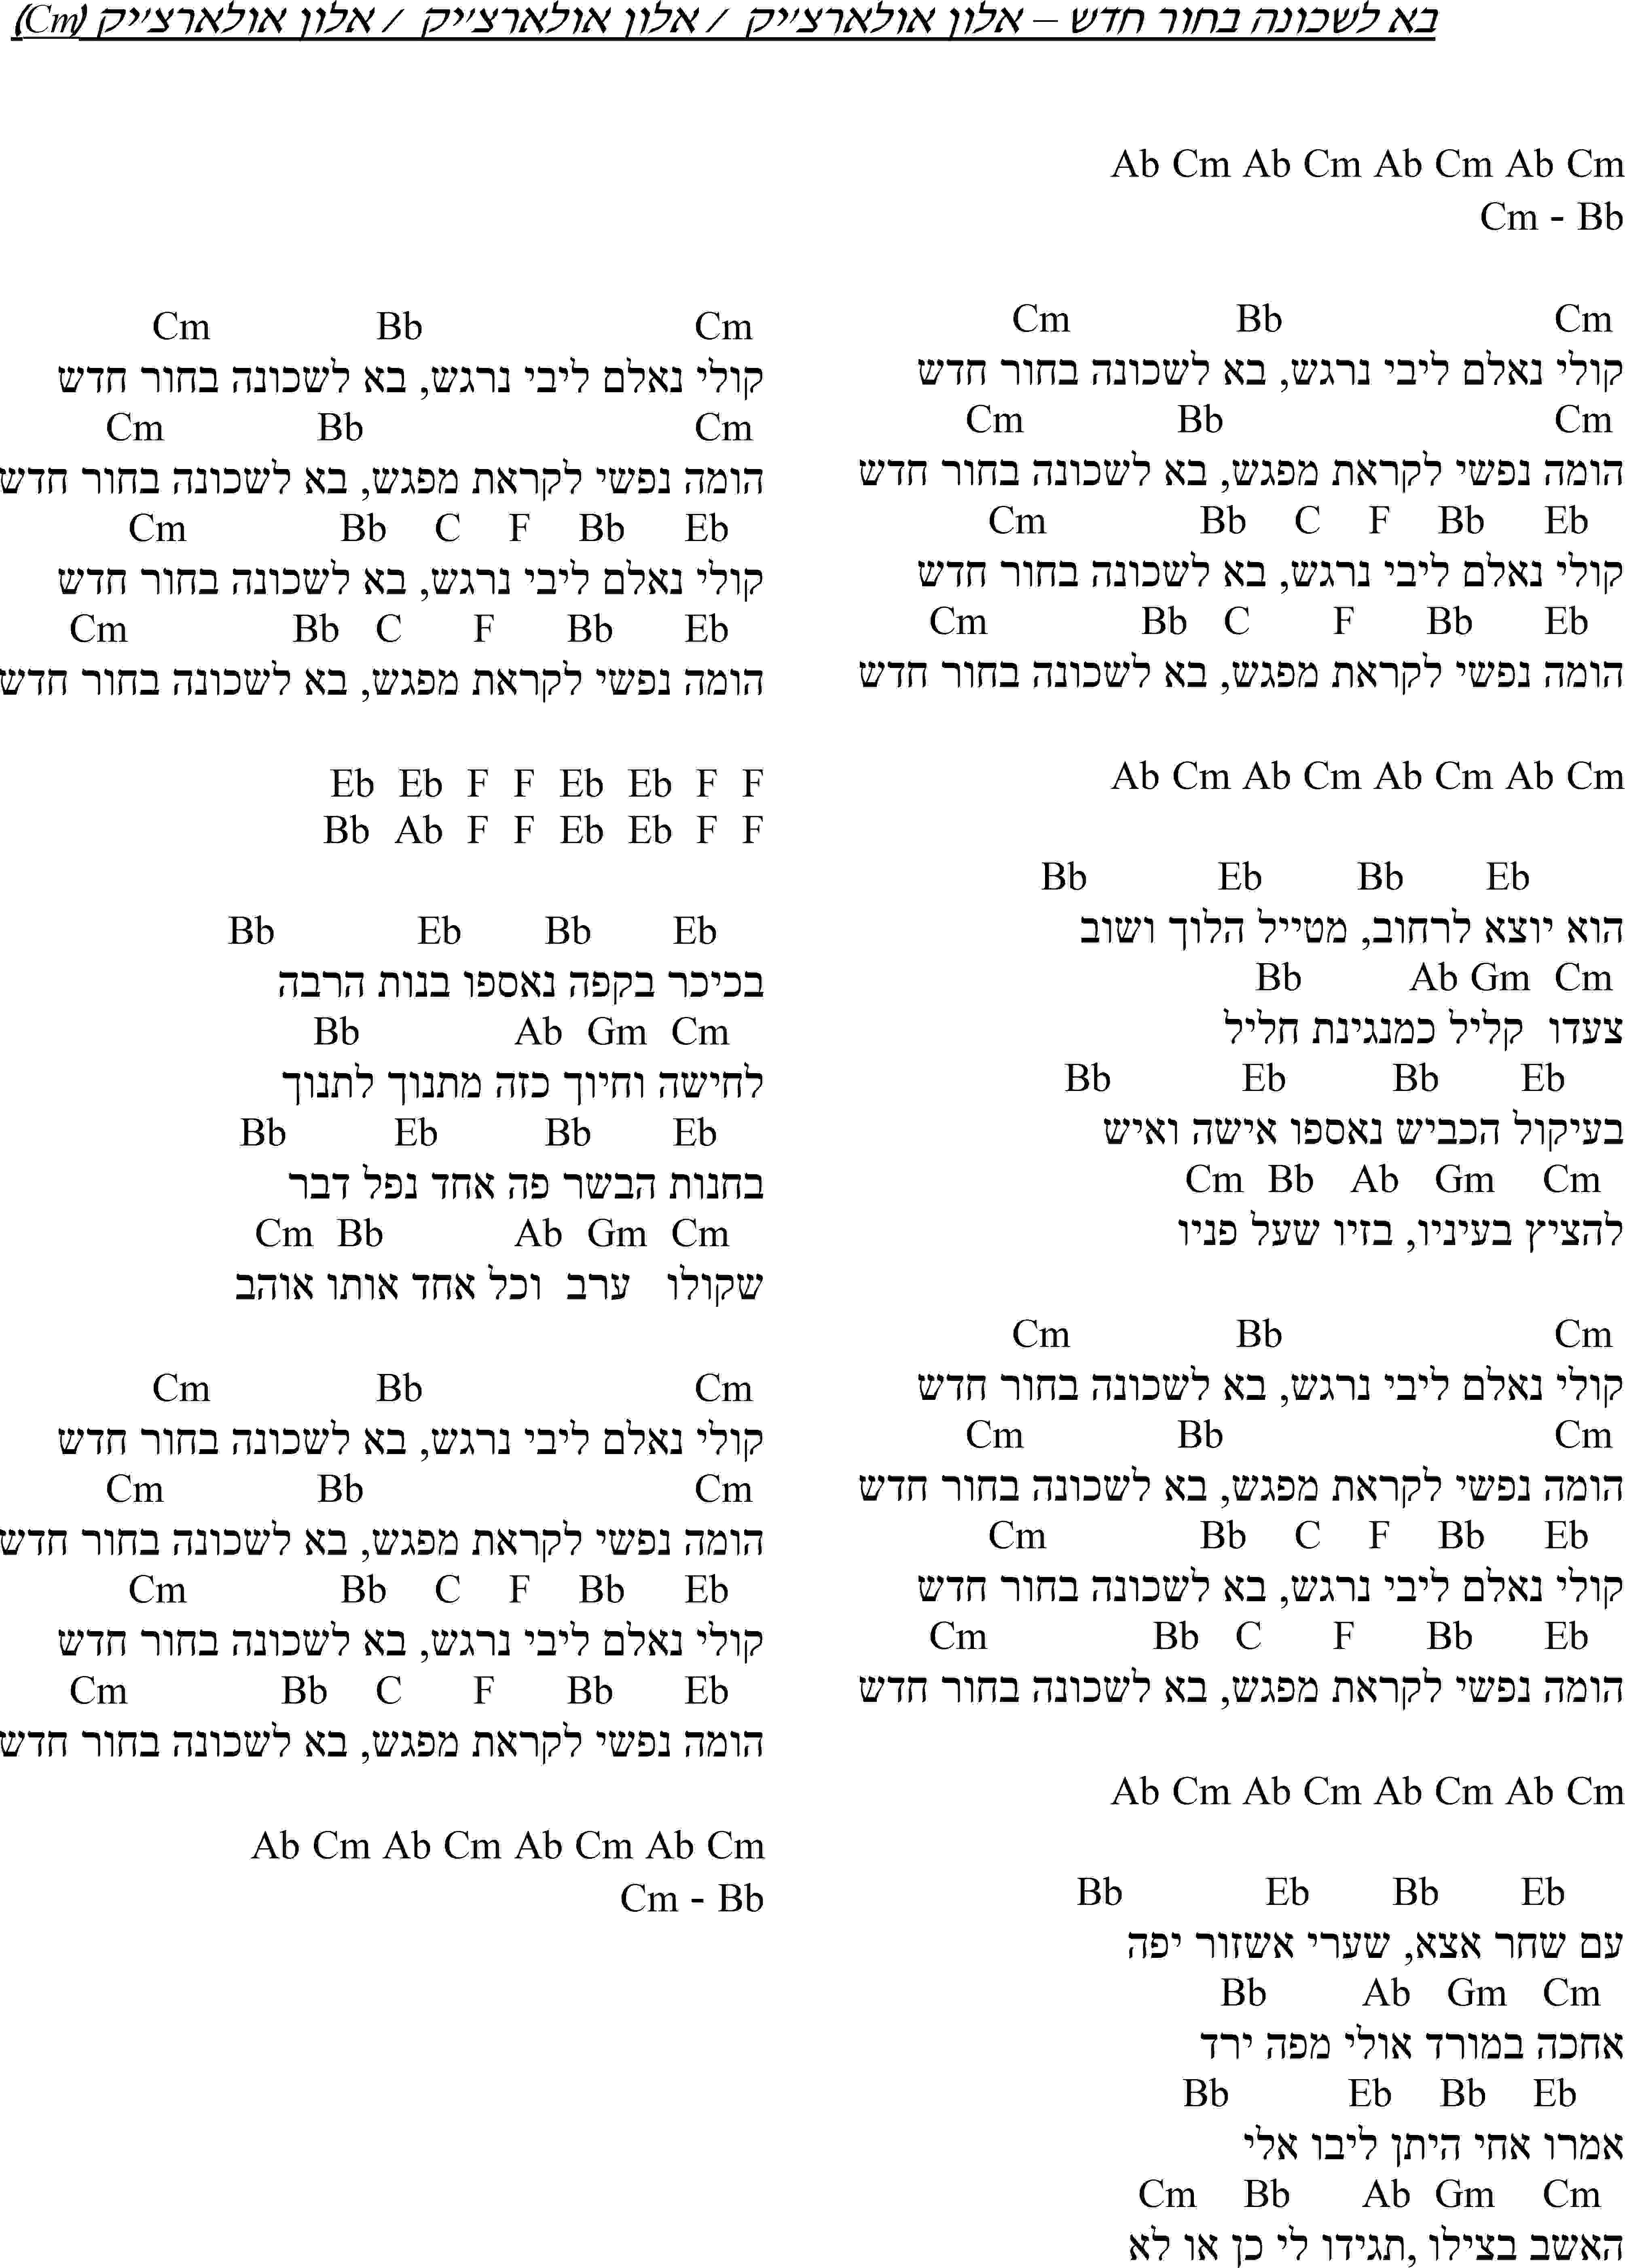 בא לשכונה בחור חדש – אלון אולארצ'יק / אלון אולארצ'יק / אלון אולארצ'יק (Cm)
Ab Cm Ab Cm Ab Cm Ab Cm
Cm - Bb
Cm Bb Cm
קולי נאלם ליבי נרגש, בא לשכונה בחור חדש
Cm Bb Cm
הומה נפשי לקראת מפגש, בא לשכונה בחור חדש
Cm Bb C F Bb Eb
קולי נאלם ליבי נרגש, בא לשכונה בחור חדש
Cm Bb C F Bb Eb
הומה נפשי לקראת מפגש, בא לשכונה בחור חדש
Ab Cm Ab Cm Ab Cm Ab Cm
Bb Eb Bb Eb
הוא יוצא לרחוב, מטייל הלוך ושוב
Bb Ab Gm Cm
צעדו קליל כמנגינת חליל
Bb Eb Bb Eb
בעיקול הכביש נאספו אישה ואיש
Cm Bb Ab Gm Cm
להציץ בעיניו, בזיו שעל פניו
Cm Bb Cm
קולי נאלם ליבי נרגש, בא לשכונה בחור חדש
Cm Bb Cm
הומה נפשי לקראת מפגש, בא לשכונה בחור חדש
Cm Bb C F Bb Eb
קולי נאלם ליבי נרגש, בא לשכונה בחור חדש
Cm Bb C F Bb Eb
הומה נפשי לקראת מפגש, בא לשכונה בחור חדש
Ab Cm Ab Cm Ab Cm Ab Cm
Bb Eb Bb Eb
עם שחר אצא, שערי אשזור יפה
Bb Ab Gm Cm
אחכה במורד אולי מפה ירד
Bb Eb Bb Eb
אמרו אחי היתן ליבו אלי
Cm Bb Ab Gm Cm
האשב בצילו ,תגידו לי כן או לא
Cm Bb Cm
קולי נאלם ליבי נרגש, בא לשכונה בחור חדש
Cm Bb Cm
הומה נפשי לקראת מפגש, בא לשכונה בחור חדש
Cm Bb C F Bb Eb
קולי נאלם ליבי נרגש, בא לשכונה בחור חדש
Cm Bb C F Bb Eb
הומה נפשי לקראת מפגש, בא לשכונה בחור חדש
Eb Eb F F Eb Eb F F
Bb Ab F F Eb Eb F F
Bb Eb Bb Eb
בכיכר בקפה נאספו בנות הרבה
Bb Ab Gm Cm
לחישה וחיוך כזה מתנוך לתנוך
Bb Eb Bb Eb
בחנות הבשר פה אחד נפל דבר
Cm Bb Ab Gm Cm
שקולו ערב וכל אחד אותו אוהב
Cm Bb Cm
קולי נאלם ליבי נרגש, בא לשכונה בחור חדש
Cm Bb Cm
הומה נפשי לקראת מפגש, בא לשכונה בחור חדש
Cm Bb C F Bb Eb
קולי נאלם ליבי נרגש, בא לשכונה בחור חדש
Cm Bb C F Bb Eb
הומה נפשי לקראת מפגש, בא לשכונה בחור חדש
Ab Cm Ab Cm Ab Cm Ab Cm
Cm - Bb